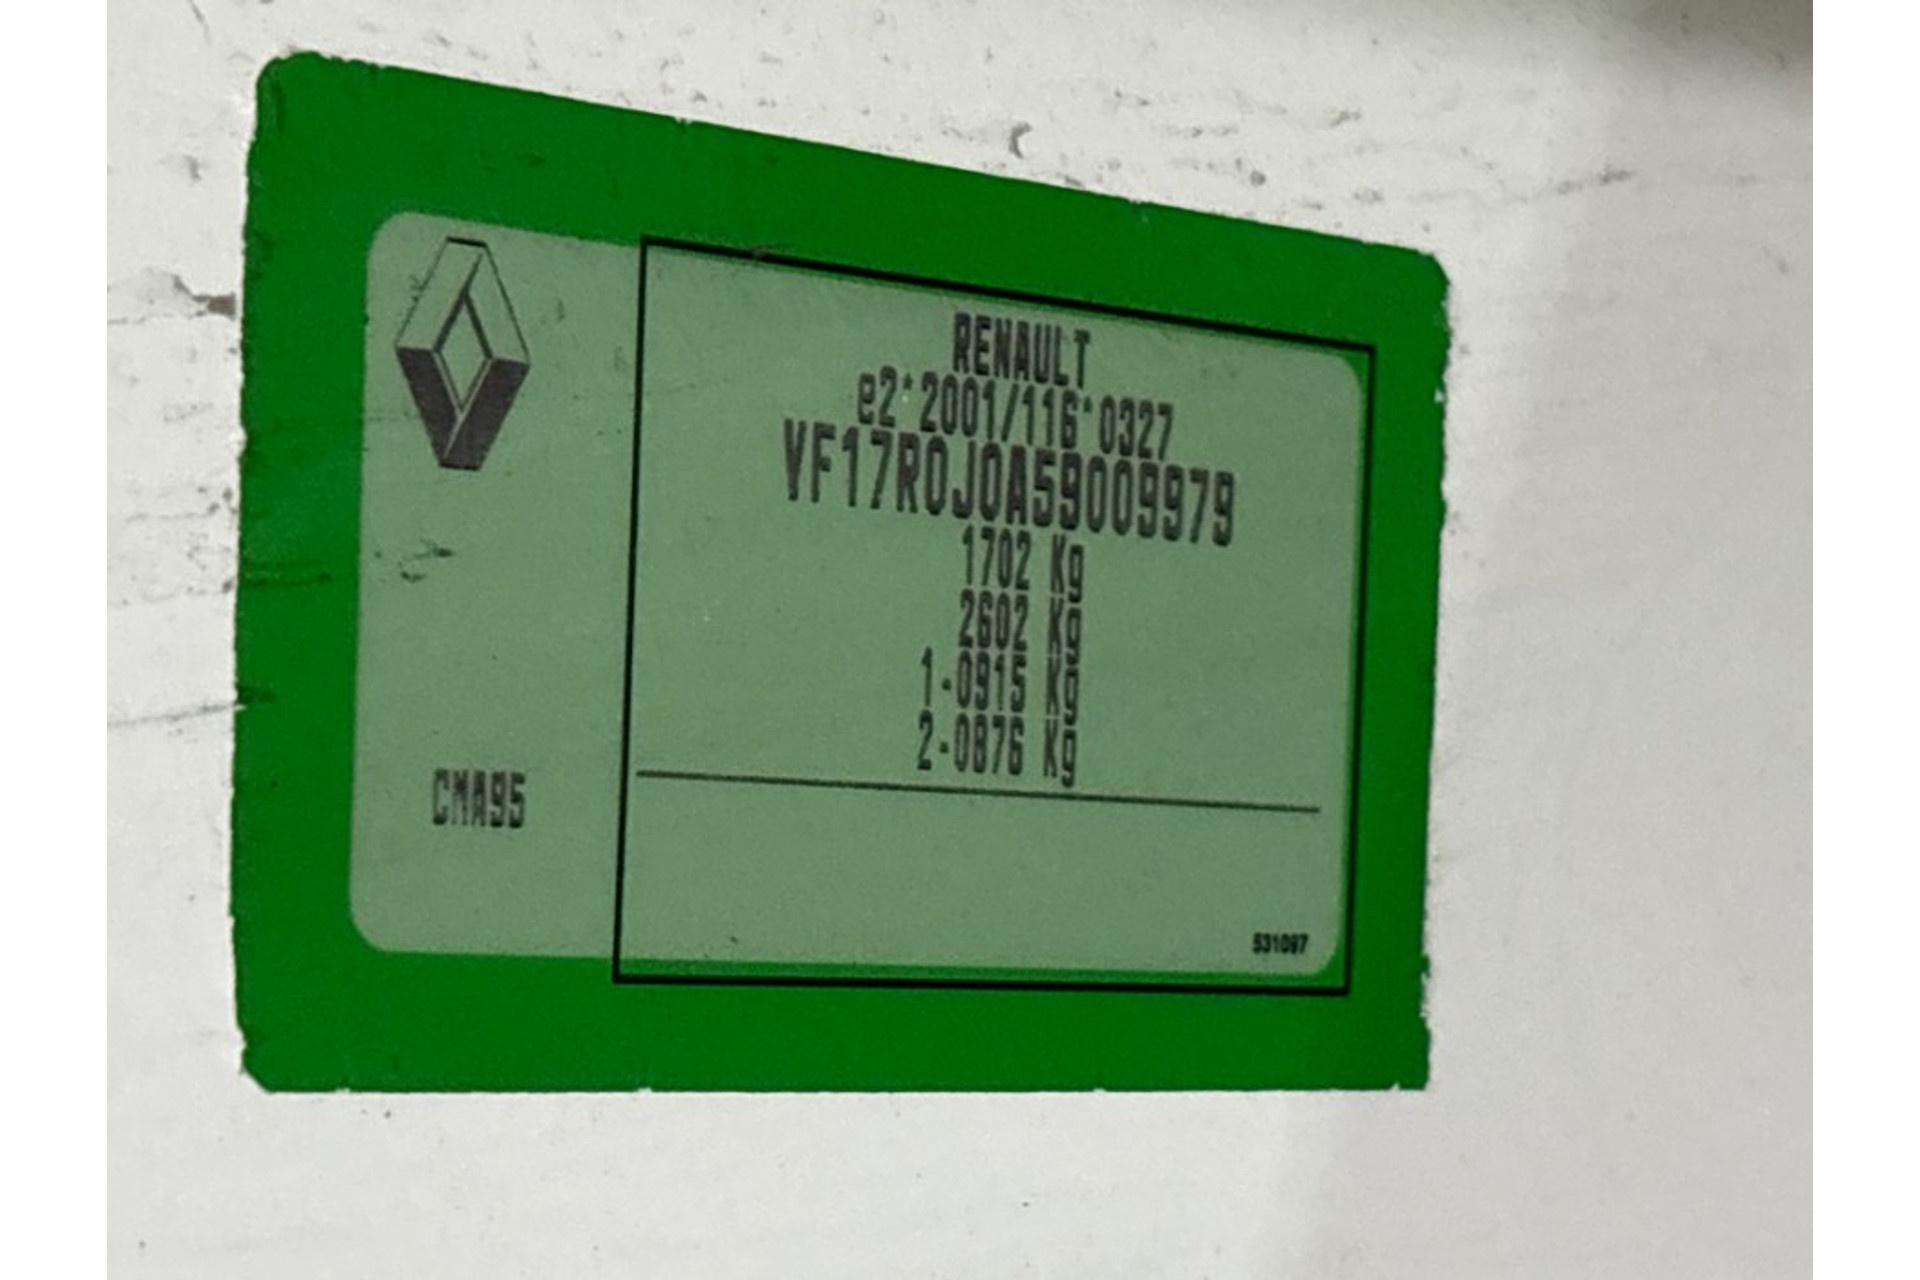 RENAULT
e2*2001/116*0327
VF17R0J0A59009979
1702 Kg
2602 Kg
1-0915 Kg
2-0876 Kg
CMA95
531097